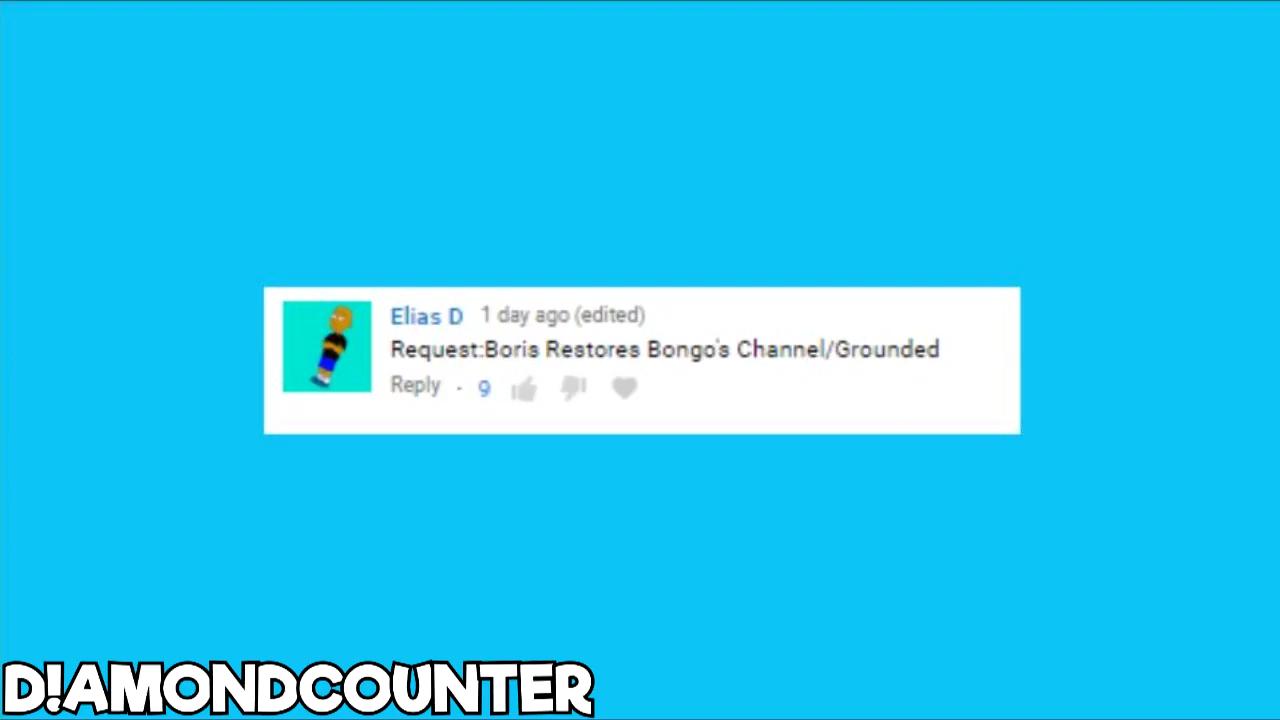 Elias D 1 day ago (edited)
Request:Boris Restores Bongo's Channel/Grounded
Reply · 9
D!AMONDCOUNTER